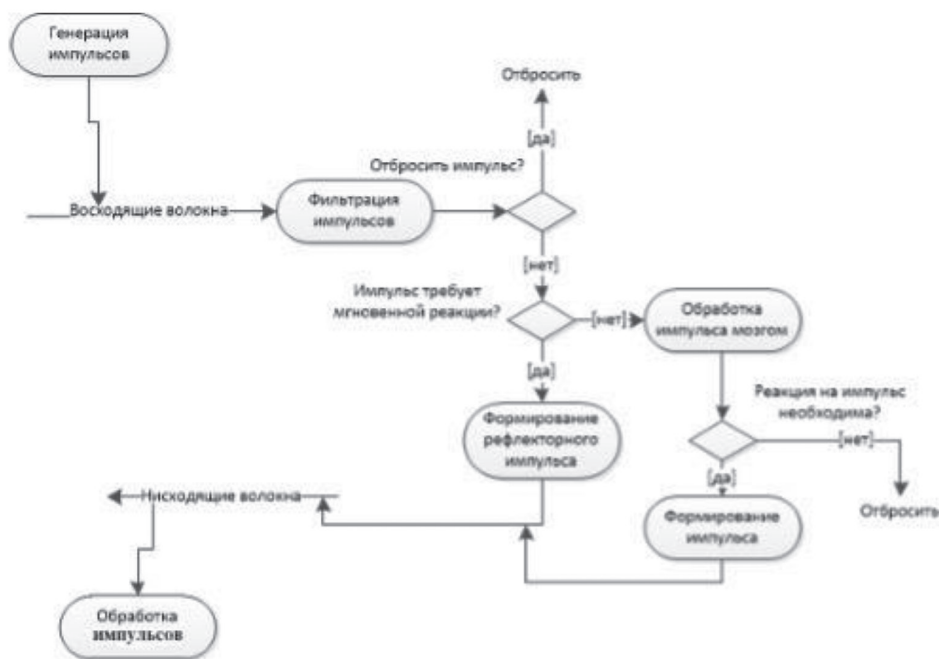 Генерация
импульсов
Отбросить
[да]
Отбросить импульс?
Восходящие волокна
Фильтрация
импульсов
[нет]
Импульс требует
мгновенной реакции?
[нет]
Обработка
импульса мозгом
[да]
Реакция на импульс
необходима?
Формирование
рефлекторного
импульса
[нет]
[да]
Нисходящие волокна
Формирование
импульса
Отбросить
Обработка
импульсов